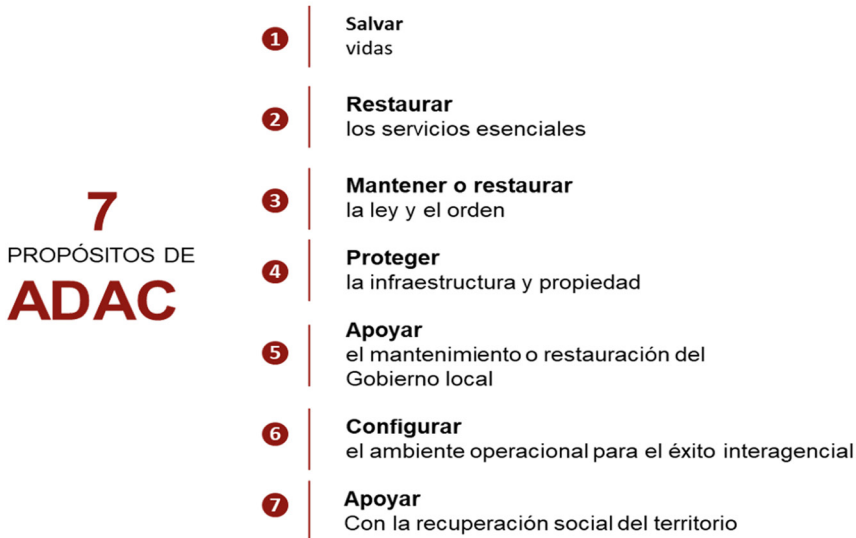 7
PROPÓSITOS DE
ADAC
1
Salvar
vidas
2
Restaurar
los servicios esenciales
3
Mantener o restaurar
la ley y el orden
4
Proteger
la infraestructura y propiedad
5
Apoyar
el mantenimiento o restauración del
Gobierno local
6
Configurar
el ambiente operacional para el éxito interagencial
7
Apoyar
Con la recuperación social del territorio